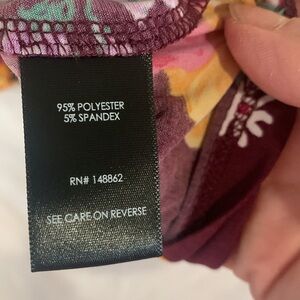 95% POLYESTER
5% SPANDEX
RN# 148862
SEE CARE ON REVERSE